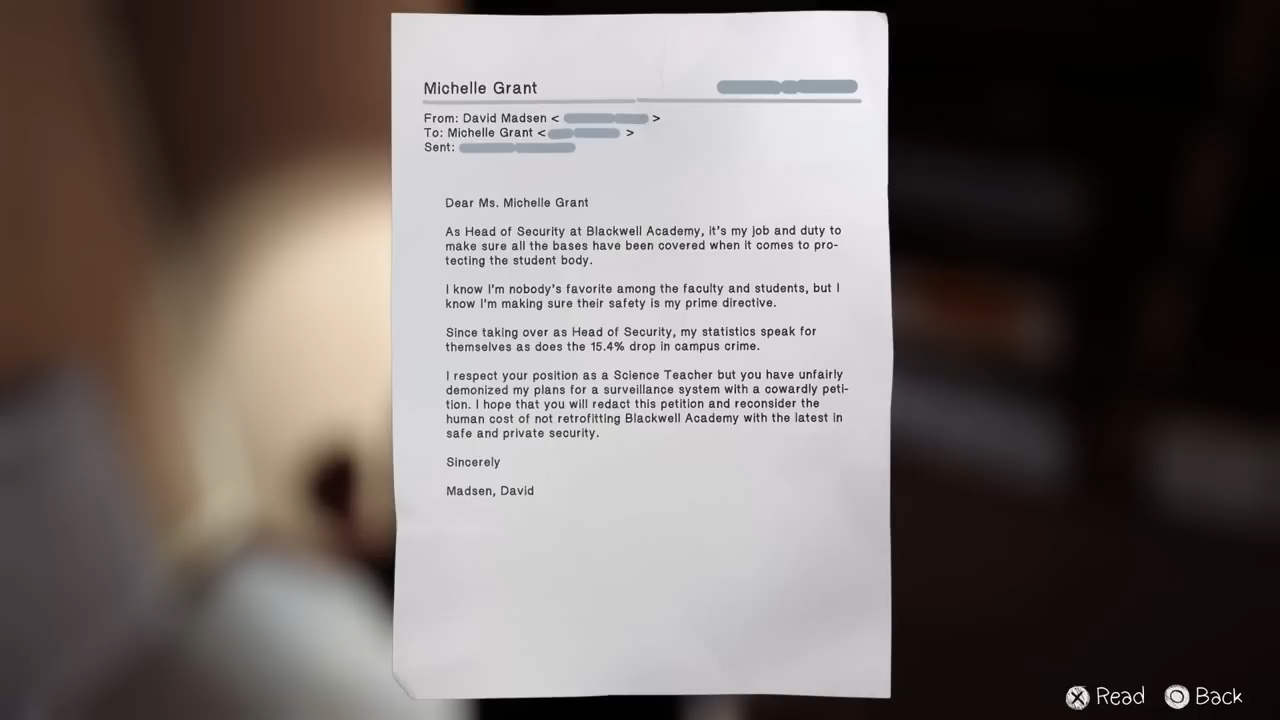 Michelle Grant
From: David Madsen < >
To: Michelle Grant < >
Sent:
Dear Ms. Michelle Grant
As Head of Security at Blackwell Academy, it's my job and duty to
make sure all the bases have been covered when it comes to pro-
tecting the student body.
I know I'm nobody's favorite among the faculty and students, but I
know I'm making sure their safety is my prime directive.
Since taking over as Head of Security, my statistics speak for
themselves as does the 15.4% drop in campus crime.
I respect your position as a Science Teacher but you have unfairly
demonized my plans for a surveillance system with a cowardly peti-
tion. I hope that you will redact this petition and reconsider the
human cost of not retrofitting Blackwell Academy with the latest in
safe and private security.
Sincerely
Madsen, David
Read Back